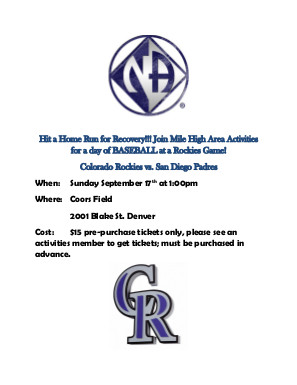 NA
®
Hit a Home Run for Recovery!!! Join Mile High Area Activities
for a day of BASEBALL at a Rockies Game!
Colorado Rockies vs. San Diego Padres
When: Sunday September 17th at 1:00pm
Where: Coors Field
2001 Blake St. Denver
Cost: $15 pre-purchase tickets only, please see an
activities member to get tickets; must be purchased in
advance.
CR